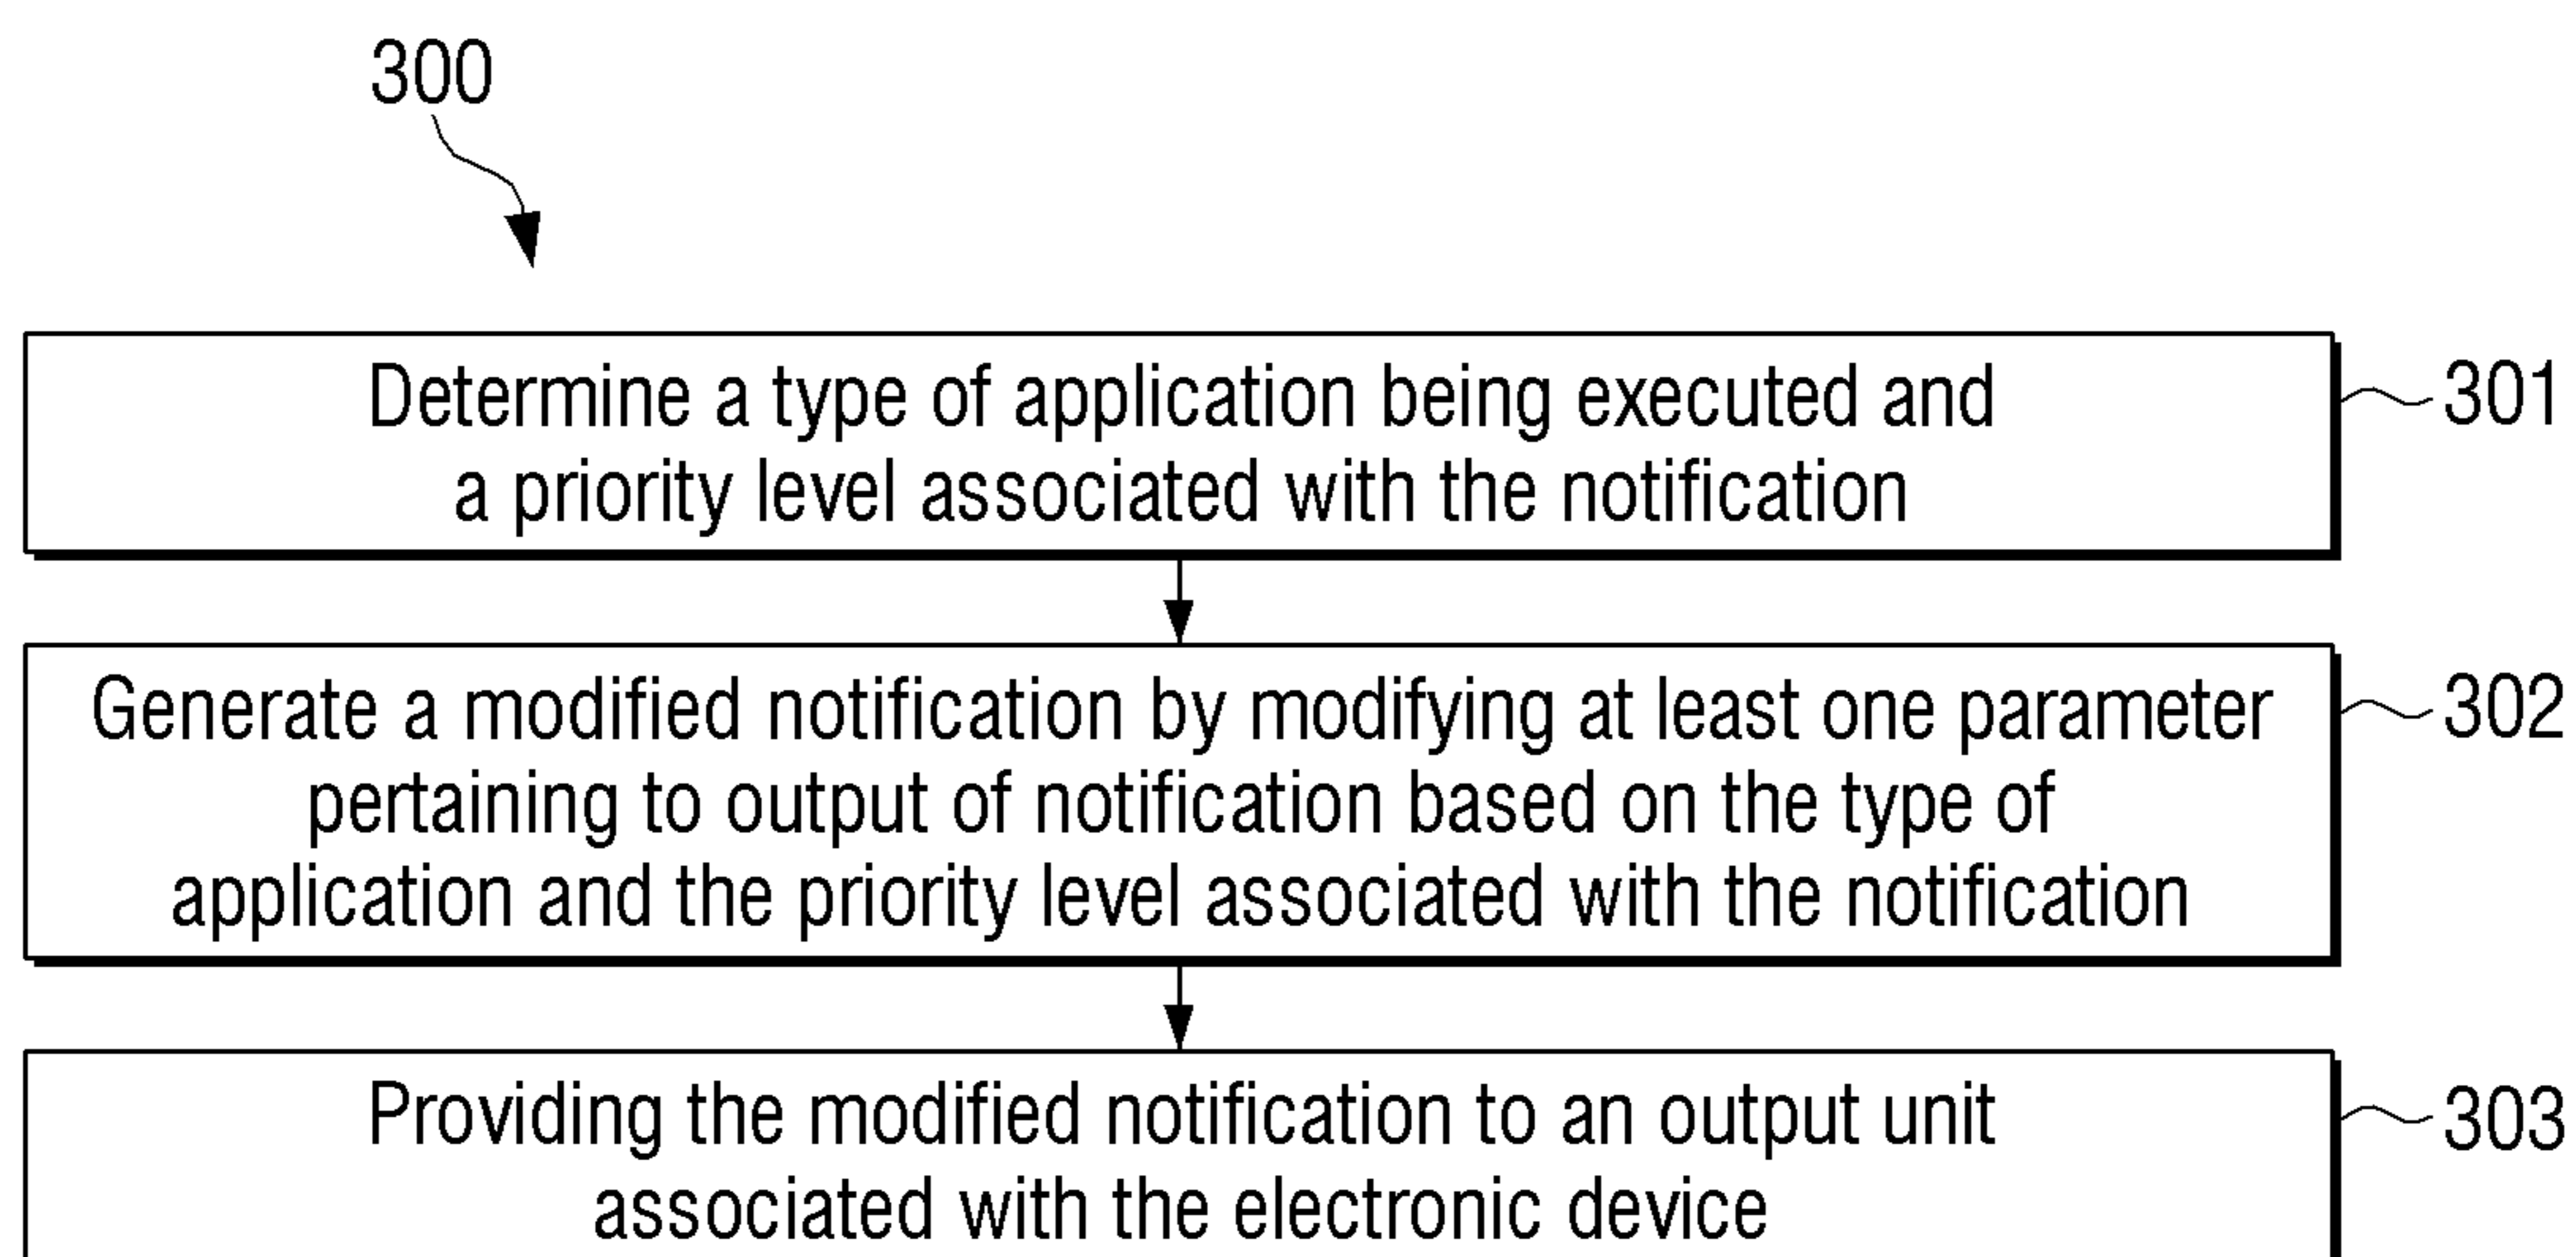 300
Determine a type of application being executed and
a priority level associated with the notification
301
Generate a modified notification by modifying at least one parameter
pertaining to output of notification based on the type of
application and the priority level associated with the notification
302
Providing the modified notification to an output unit
associated with the electronic device
303